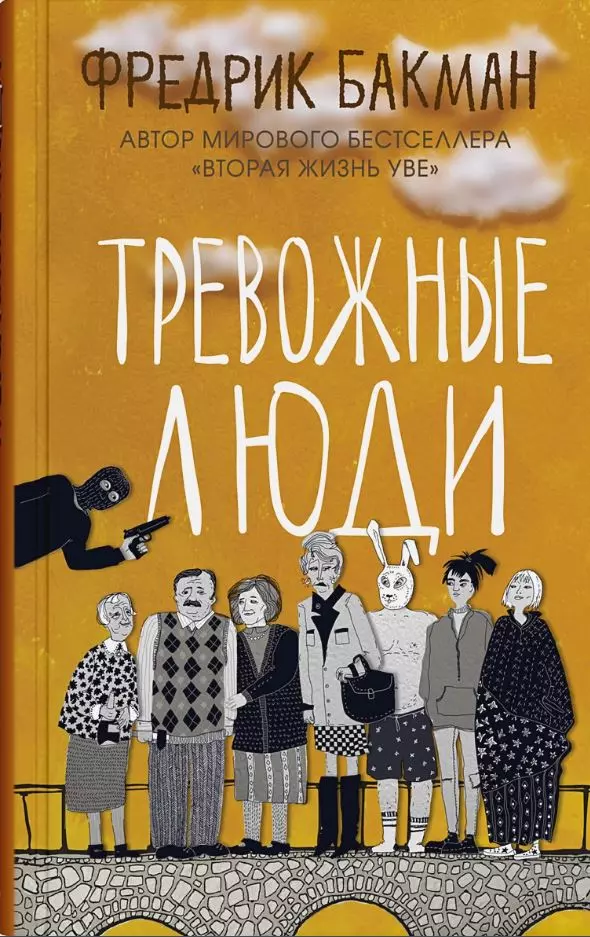 ФРЕДРИК БАКМАН
АВТОР МИРОВОГО БЕСТСЕЛЛЕРА
«ВТОРАЯ ЖИЗНЬ УВЕ»
ТРЕВОЖНЫЕ
ЛЮДИ